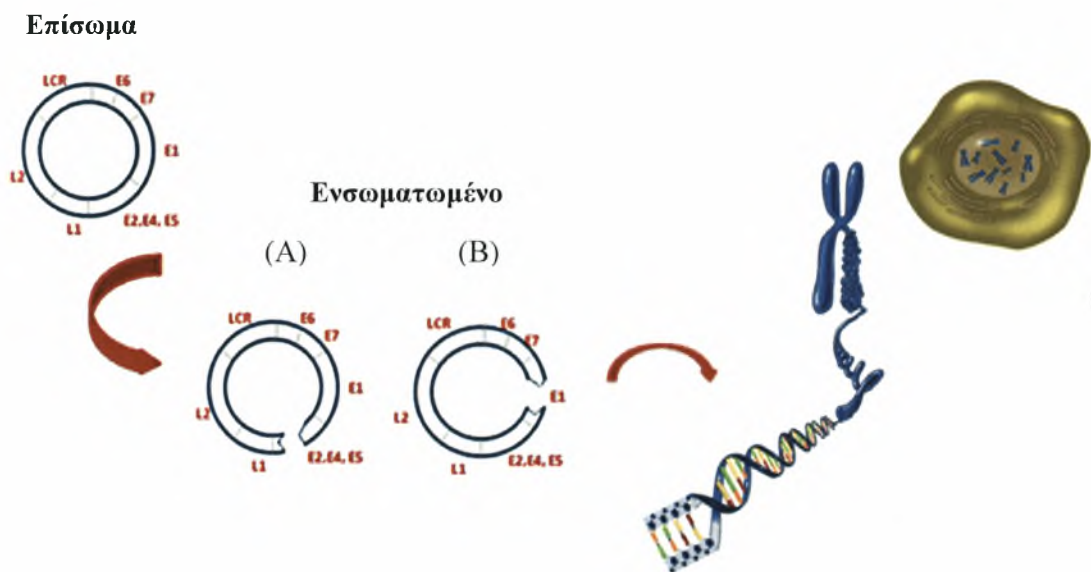 Επίσωμα
LCR E6
E7
E1
L2
L1 E2,E4, E5
Ενσωματωμένο
(A) (B)
LCR E6
E7
E1
L2
L1 E2,E4, E5
LCR E6
E7
E1
L2
L1 E2,E4, E5